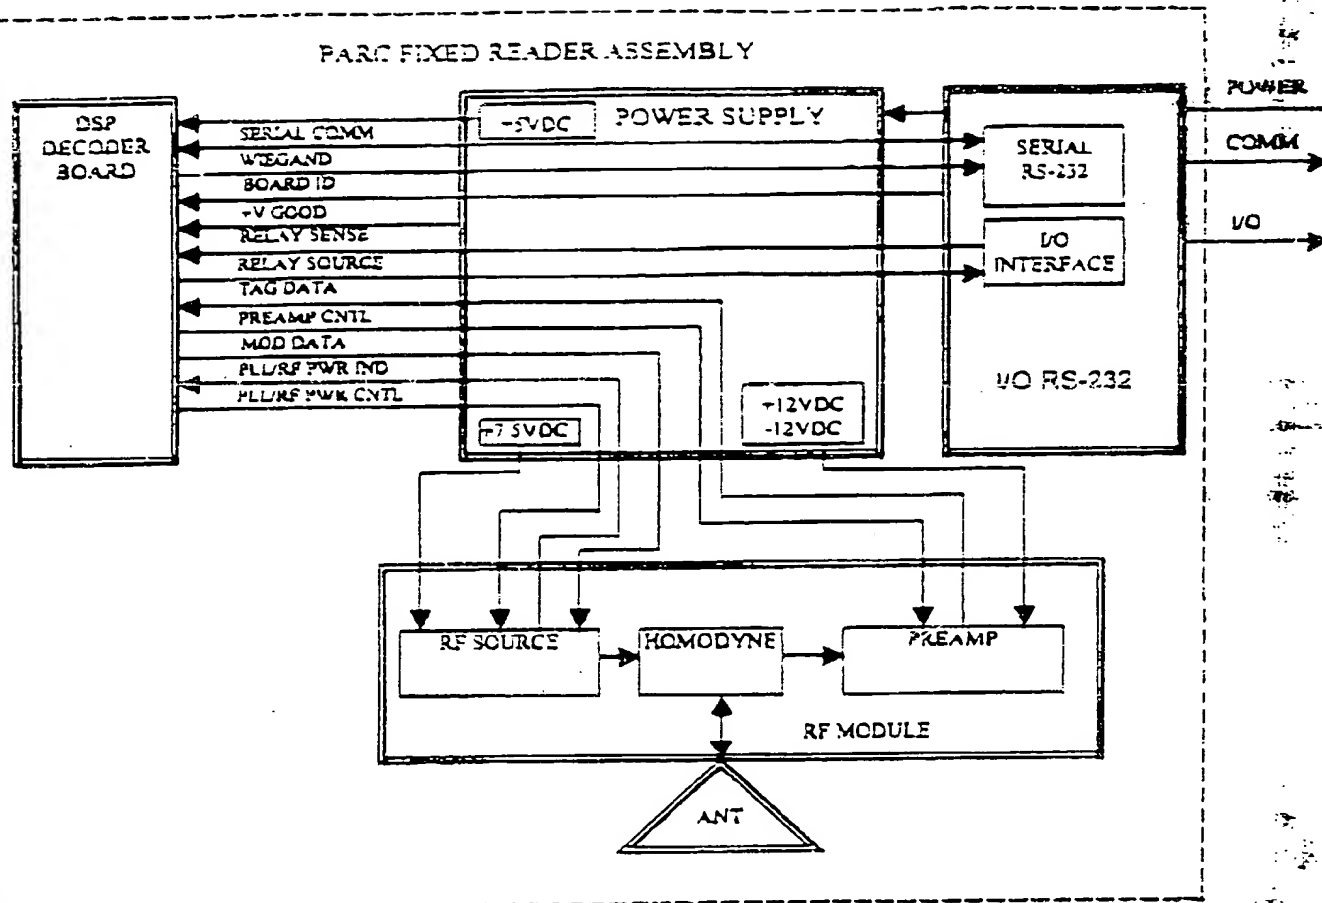 PARC FIXED READER ASSEMBLY
DSP
DECODER
BOARD
SERIAL COMM
WIEGAND
BOARD ID
+V GOOD
RELAY SENSE
RELAY SOURCE
TAG DATA
PREAMP CNTL
MOD DATA
PLL/RF PWR IND
PLL/RF PWR CNTL
+5VDC
POWER SUPPLY
+7.5VDC
+12VDC
-12VDC
SERIAL
RS-232
I/O
INTERFACE
I/O RS-232
POWER
COMM
I/O
RF SOURCE
HOMODYNE
PREAMP
RF MODULE
ANT